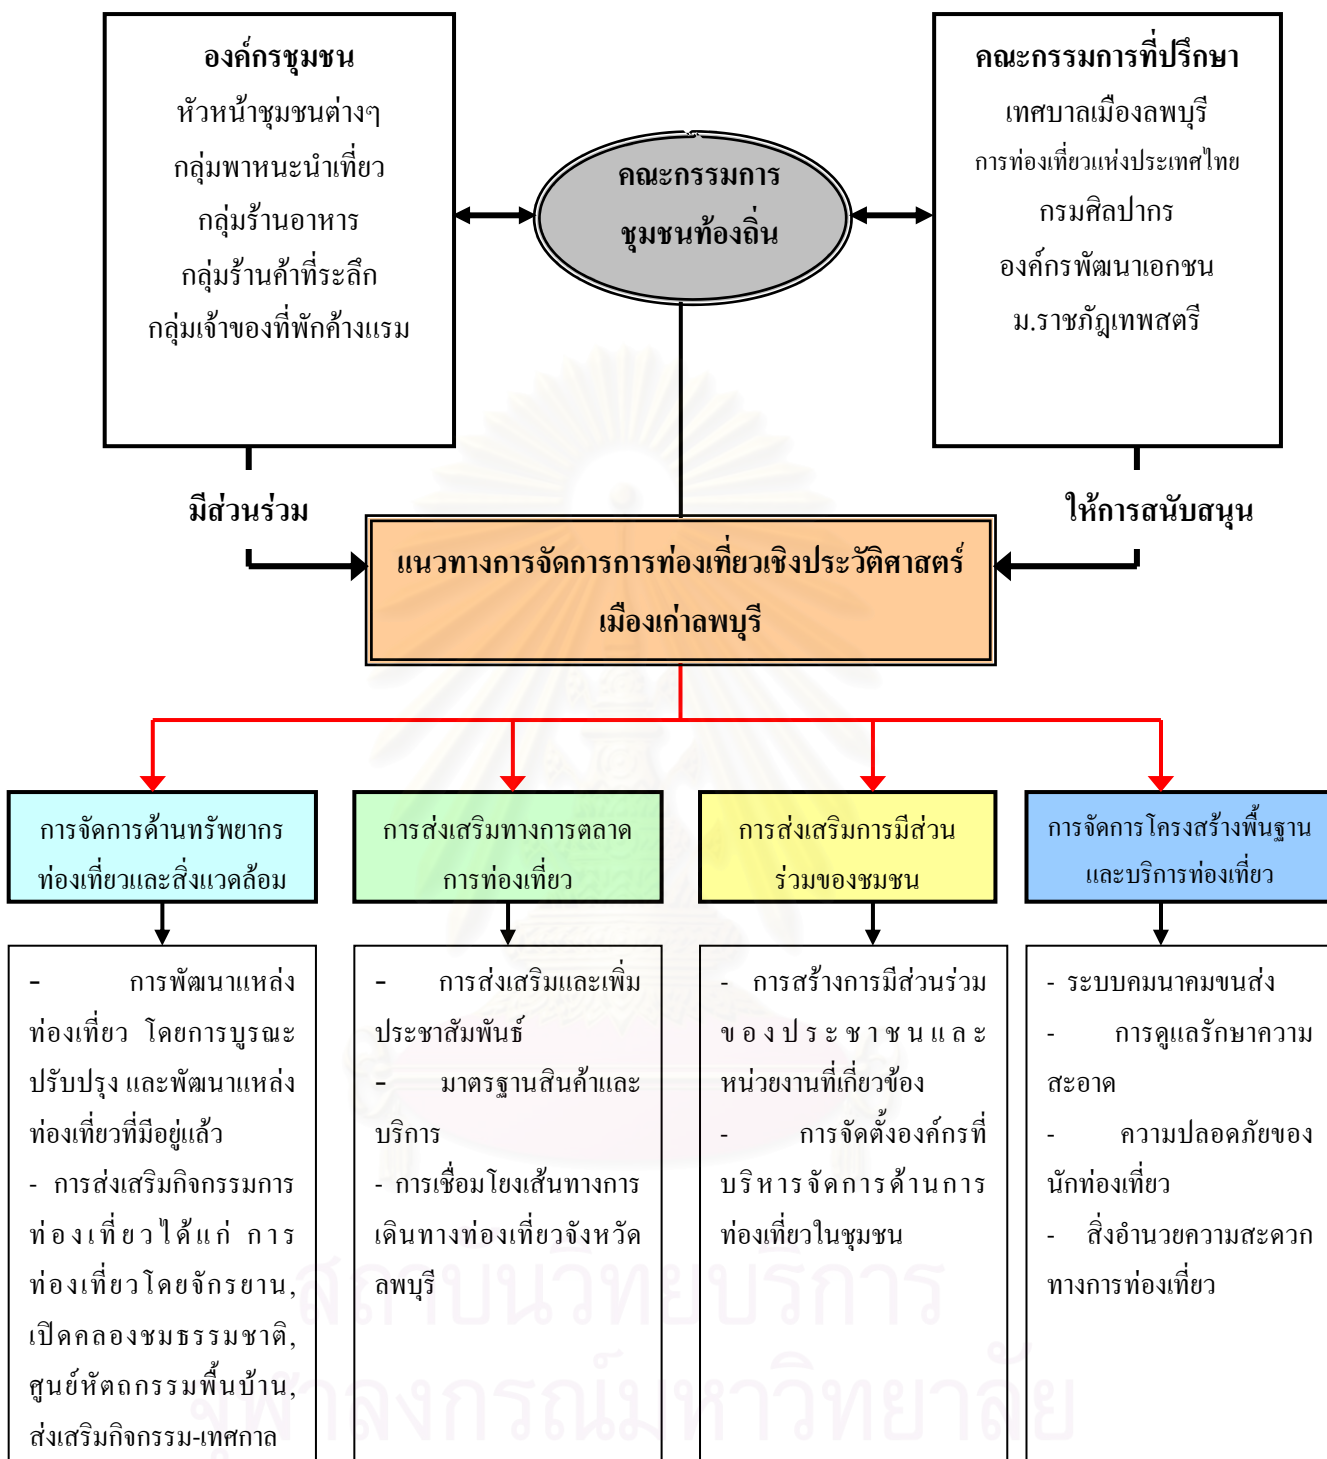 องค์กรชุมชน
หัวหน้าชุมชนต่างๆ
กลุ่มพาหนะนำเที่ยว
กลุ่มร้านอาหาร
กลุ่มร้านค้าที่ระลึก
กลุ่มเจ้าของที่พักค้างแรม
คณะกรรมการ
ชุมชนท้องถิ่น
คณะกรรมการที่ปรึกษา
เทศบาลเมืองลพบุรี
การท่องเที่ยวแห่งประเทศไทย
กรมศิลปากร
องค์กรพัฒนาเอกชน
ม.ราชภัฏเทพสตรี
มีส่วนร่วม
ให้การสนับสนุน
แนวทางการจัดการการท่องเที่ยวเชิงประวัติศาสตร์
เมืองเก่าลพบุรี
การจัดการด้านทรัพยากร
ท่องเที่ยวและสิ่งแวดล้อม
การส่งเสริมทางการตลาด
การท่องเที่ยว
การส่งเสริมการมีส่วน
ร่วมของชมชน
การจัดการโครงสร้างพื้นฐาน
และบริการท่องเที่ยว
- การพัฒนาแหล่ง
ท่องเที่ยว โดยการบูรณะ
ปรับปรุง และพัฒนาแหล่ง
ท่องเที่ยวที่มีอยู่แล้ว
- การส่งเสริมกิจกรรมการ
ท่องเที่ยวได้แก่ การ
ท่องเที่ยวโดยจักรยาน,
เปิดคลองชมธรรมชาติ,
ศูนย์หัตถกรรมพื้นบ้าน,
ส่งเสริมกิจกรรม-เทศกาล
- การส่งเสริมและเพิ่ม
ประชาสัมพันธ์
- มาตรฐานสินค้าและ
บริการ
- การเชื่อมโยงเส้นทางการ
เดินทางท่องเที่ยวจังหวัด
ลพบุรี
- การสร้างการมีส่วนร่วม
ของประชาชนและ
หน่วยงานที่เกี่ยวข้อง
- การจัดตั้งองค์กรที่
บริหารจัดการด้านการ
ท่องเที่ยวในชุมชน
- ระบบคมนาคมขนส่ง
- การดูแลรักษาความ
สะอาด
- ความปลอดภัยของ
นักท่องเที่ยว
- สิ่งอำนวยความสะดวก
ทางการท่องเที่ยว
สถาบันวิทยบริการ
จุฬาลงกรณ์มหาวิทยาลัย